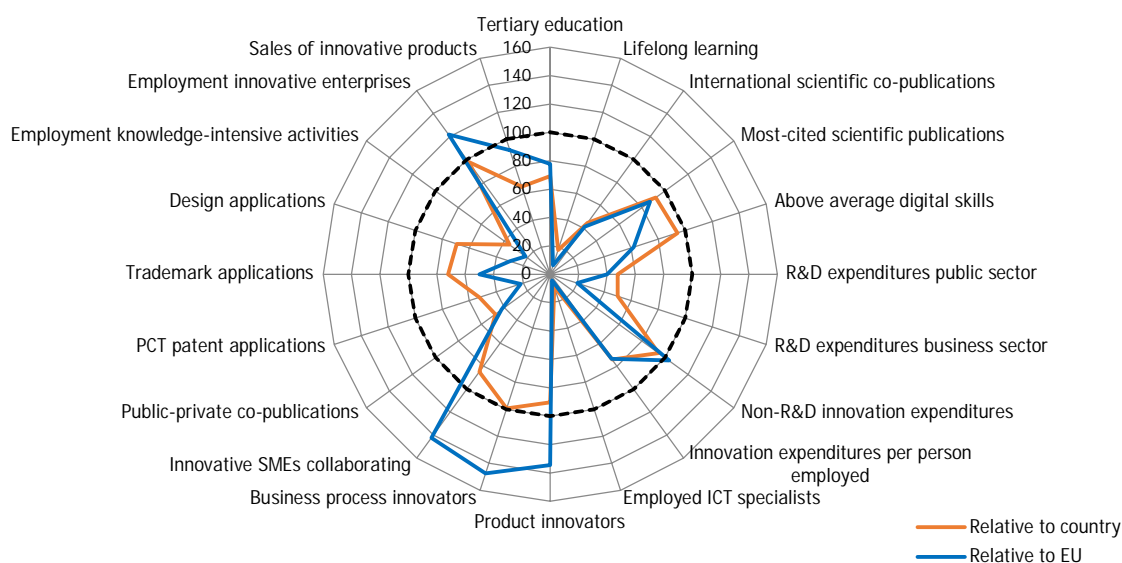 Tertiary education
Sales of innovative products
160
Lifelong learning
Employment innovative enterprises
140
International scientific co-publications
120
Employment knowledge-intensive activities
100
Most-cited scientific publications
80
Design applications
60
Above average digital skills
40
20
Trademark applications
0
R&D expenditures public sector
PCT patent applications
R&D expenditures business sector
Public-private co-publications
Non-R&D innovation expenditures
Innovative SMEs collaborating
Innovation expenditures per person
employed
Business process innovators
Employed ICT specialists
Product innovators
Relative to country
Relative to EU